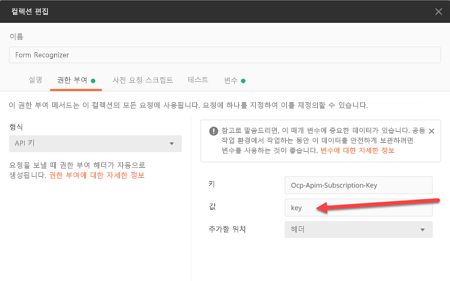 컬렉션 편집
이름
Form Recognizer
설명
권한 부여
사전 요청 스크립트
테스트
변수
이 권한 부여 메서드는 이 컬렉션의 모든 요청에 사용됩니다. 요청에 하나를 지정하여 이를 재정의할 수 있습니다.
형식
API 키
요청을 보낼 때 권한 부여 헤더가 자동으로
생성됩니다. 권한 부여에 대한 자세한 정보
참고로 말씀드리면, 이 매개 변수에 중요한 데이터가 있습니다. 공동
작업 환경에서 작업하는 동안 이 데이터를 안전하게 보관하려면
변수를 사용하는 것이 좋습니다. 변수에 대한 자세한 정보
키
Ocp-Apim-Subscription-Key
값
key
추가할 위치
헤더